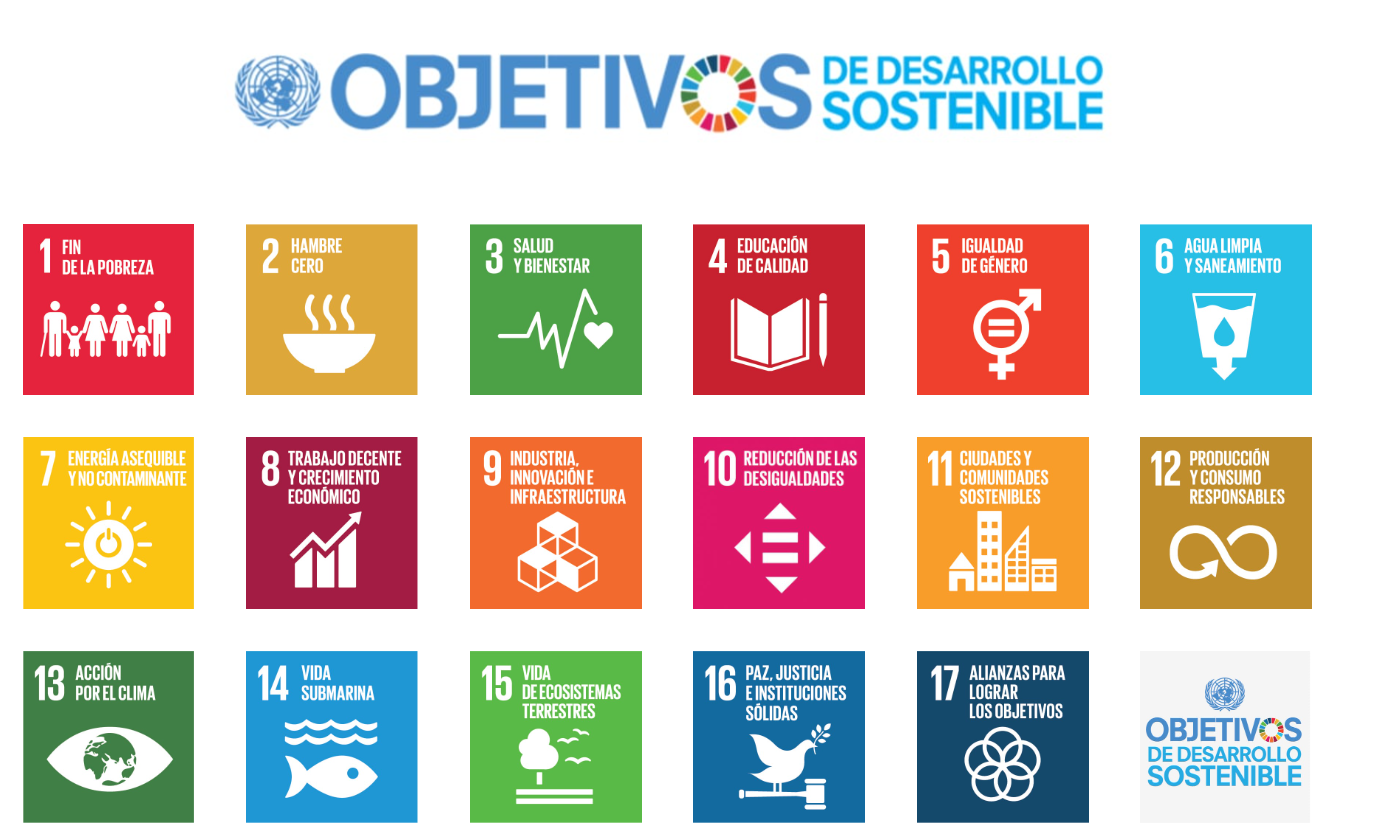 OBJETIVOS DE DESARROLLO
SOSTENIBLE
1 FIN
DE LA POBREZA
2 HAMBRE
CERO
3 SALUD
Y BIENESTAR
4 EDUCACIÓN
DE CALIDAD
5 IGUALDAD
DE GÉNERO
6 AGUA LIMPIA
Y SANEAMIENTO
7 ENERGÍA ASEQUIBLE
Y NO CONTAMINANTE
8 TRABAJO DECENTE
Y CRECIMIENTO
ECONÓMICO
9 INDUSTRIA,
INNOVACIÓN E
INFRAESTRUCTURA
10 REDUCCIÓN DE LAS
DESIGUALDADES
11 CIUDADES Y
COMUNIDADES
SOSTENIBLES
12 PRODUCCIÓN
Y CONSUMO
RESPONSABLES
13 ACCIÓN
POR EL CLIMA
14 VIDA
SUBMARINA
15 VIDA
DE ECOSISTEMAS
TERRESTRES
16 PAZ, JUSTICIA
E INSTITUCIONES
SÓLIDAS
17 ALIANZAS PARA
LOGRAR
LOS OBJETIVOS
OBJETIVOS
DE DESARROLLO
SOSTENIBLE